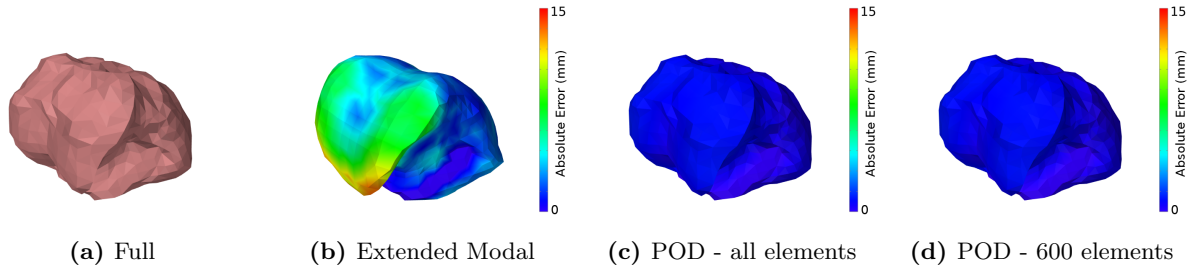 15
Absolute Error (mm)
0
15
Absolute Error (mm)
0
15
Absolute Error (mm)
0
(a) Full
(b) Extended Modal
(c) POD - all elements
(d) POD - 600 elements